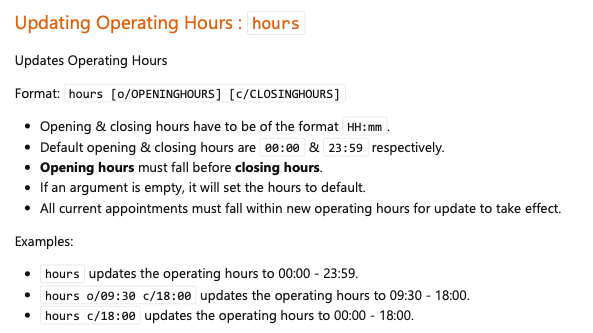 Updating Operating Hours : hours
Updates Operating Hours
Format: hours [o/OPENINGHOURS] [c/CLOSINGHOURS]
• Opening & closing hours have to be of the format HH:mm.
• Default opening & closing hours are 00:00 & 23:59 respectively.
• Opening hours must fall before closing hours.
• If an argument is empty, it will set the hours to default.
• All current appointments must fall within new operating hours for update to take effect.
Examples:
• hours updates the operating hours to 00:00 - 23:59.
• hours o/09:30 c/18:00 updates the operating hours to 09:30 - 18:00.
• hours c/18:00 updates the operating hours to 00:00 - 18:00.